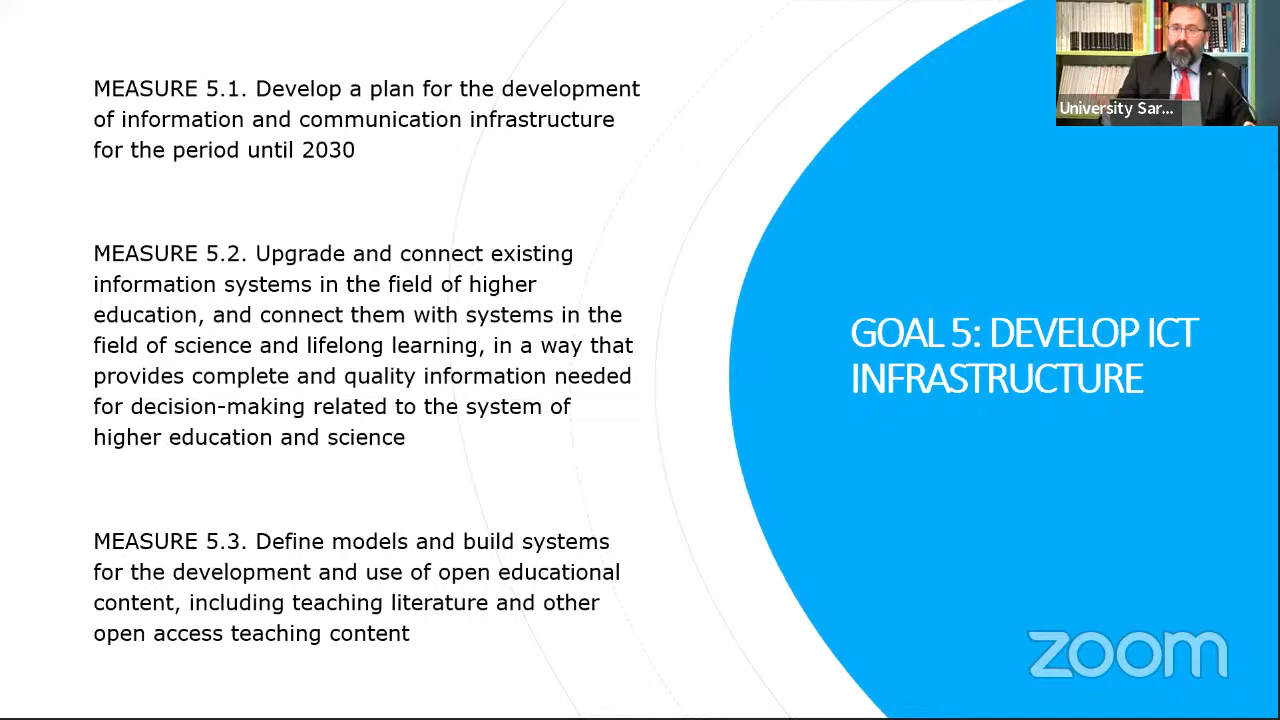 MEASURE 5.1. Develop a plan for the development
of information and communication infrastructure
for the period until 2030
MEASURE 5.2. Upgrade and connect existing
information systems in the field of higher
education, and connect them with systems in the
field of science and lifelong learning, in a way that
provides complete and quality information needed
for decision-making related to the system of
higher education and science
MEASURE 5.3. Define models and build systems
for the development and use of open educational
content, including teaching literature and other
open access teaching content
GOAL 5: DEVELOP ICT
INFRASTRUCTURE
University Sar...
zoom